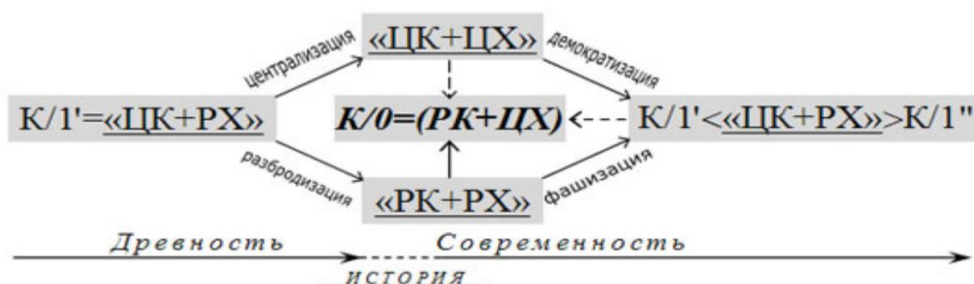 централизация
«ЦК+ЦХ»
демократизация
К/1'=«ЦК+РХ»
К/0=(РК+ЦХ)
К/1'<«ЦК+РХ»>К/1"
разбродизация
«РК+РХ»
фашизация
Древность
Современность
ИСТОРИЯ